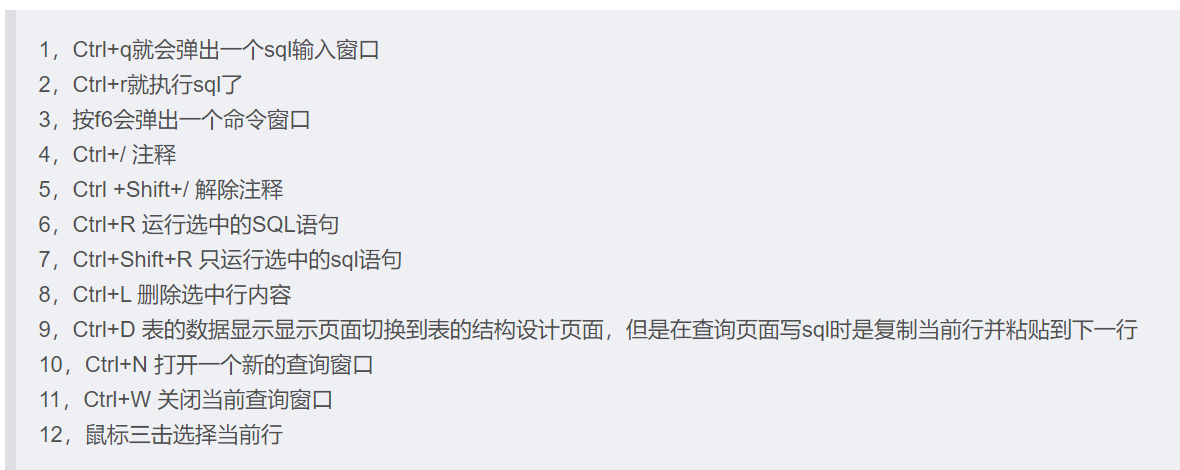 1，Ctrl+q就会弹出一个sql输入窗口
2，Ctrl+r就执行sql了
3，按f6会弹出一个命令窗口
4，Ctrl+/ 注释
5，Ctrl +Shift+/ 解除注释
6，Ctrl+R 运行选中的SQL语句
7，Ctrl+Shift+R 只运行选中的sql语句
8，Ctrl+L 删除选中行内容
9，Ctrl+D 表的数据显示显示页面切换到表的结构设计页面，但是在查询页面写sql时是复制当前行并粘贴到下一行
10，Ctrl+N 打开一个新的查询窗口
11，Ctrl+W 关闭当前查询窗口
12，鼠标三击选择当前行